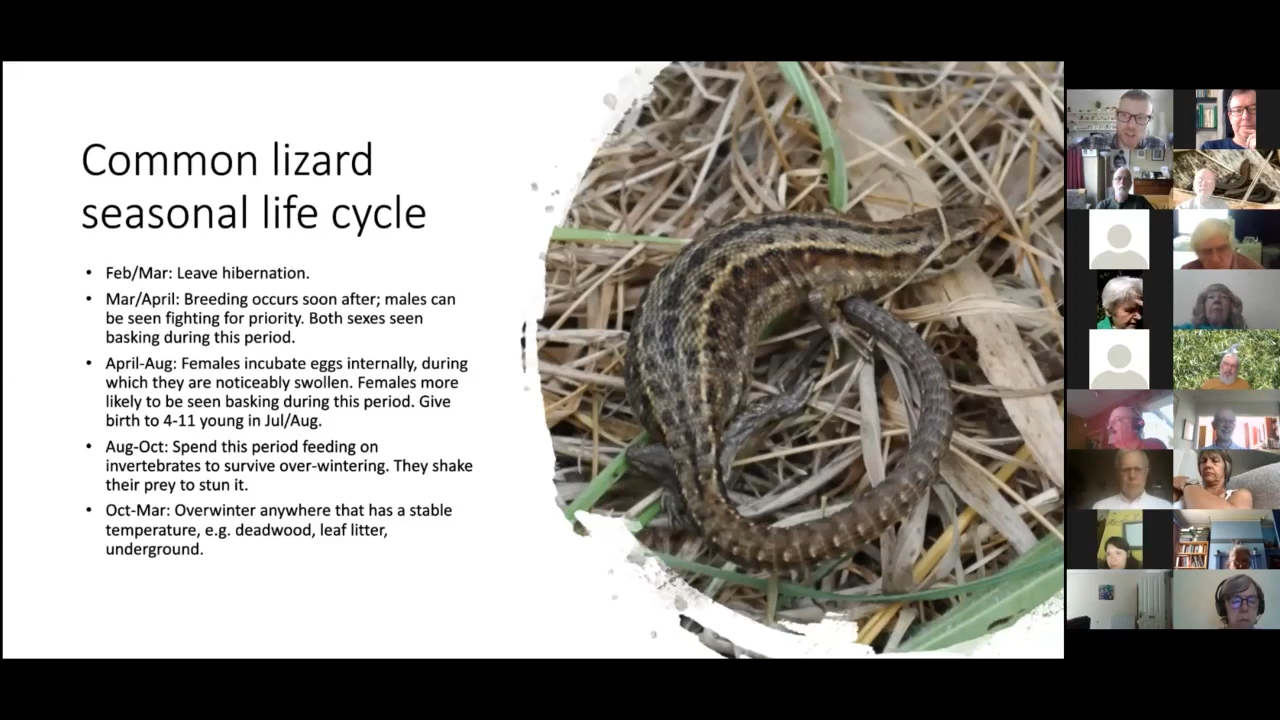 Common lizard
seasonal life cycle
• Feb/Mar: Leave hibernation.
• Mar/April: Breeding occurs soon after; males can
be seen fighting for priority. Both sexes seen
basking during this period.
• April-Aug: Females incubate eggs internally, during
which they are noticeably swollen. Females more
likely to be seen basking during this period. Give
birth to 4-11 young in Jul/Aug.
• Aug-Oct: Spend this period feeding on
invertebrates to survive over-wintering. They shake
their prey to stun it.
• Oct-Mar: Overwinter anywhere that has a stable
temperature, e.g. deadwood, leaf litter,
underground.